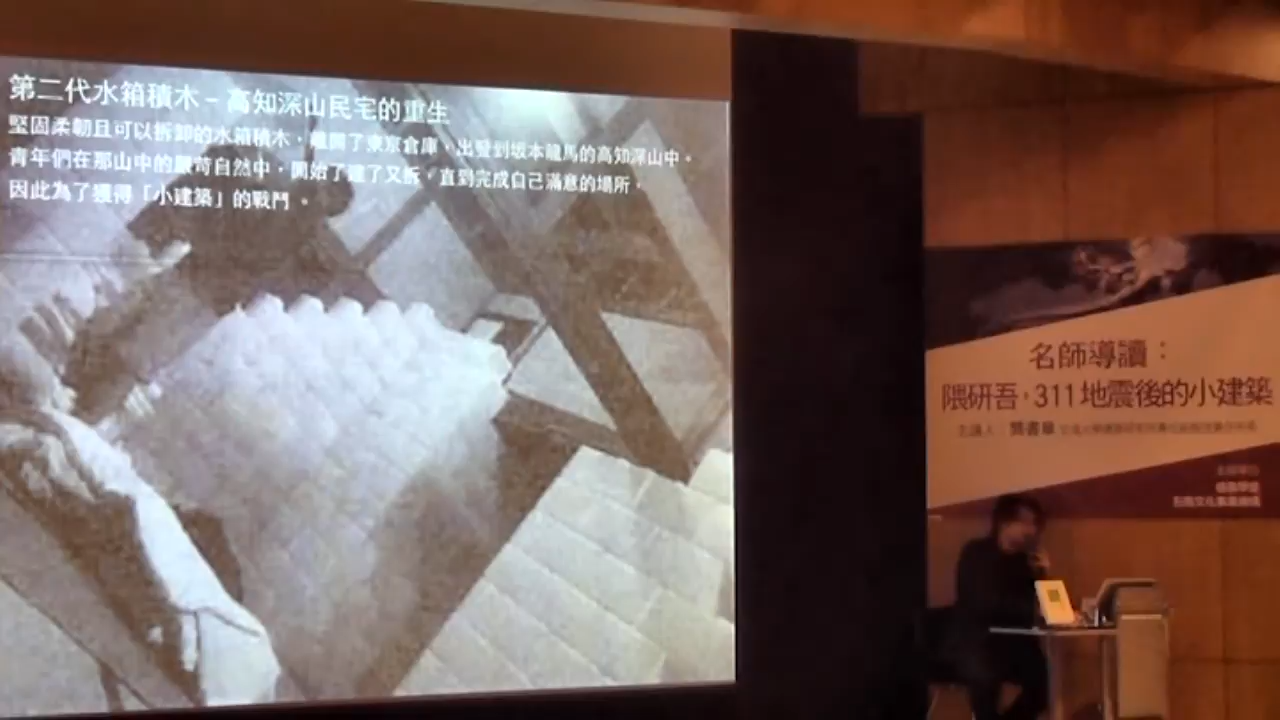 第二代水箱積木－高知深山民宅的重生
堅固柔韌且可以拆卸的水箱積木，離開了東京倉庫，出發到坂本龍馬的高知深山中。
青年們在那山中的嚴苛自然中，開始了建了又拆，直到完成自己滿意的場所，
因此為了獲得「小建築」的戰鬥。
名師導讀：
隈研吾，311地震後的小建築
主講人：龔書章